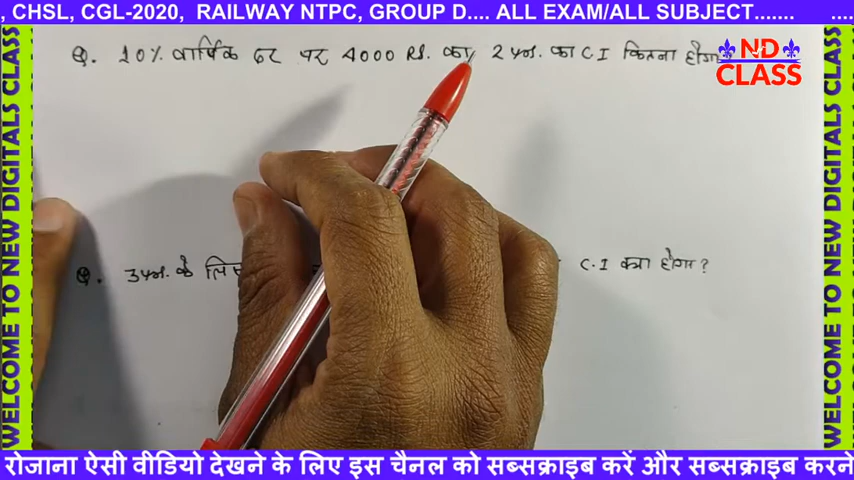 , CHSL, CGL-2020, RAILWAY NTPC, GROUP D.... ALL EXAM/ALL SUBJECT....... ....
ND
CLASS
Q. 10% वार्षिक दर पर 4000 RS. का 2 yrs. का C I कितना होगा
Q. 3 yrs. के लिए C.I क्या होगा?
WELCOME TO NEW DIGITALS CLASS
WELCOME TO NEW DIGITALS CLASS
रोजाना ऐसी वीडियो देखने के लिए इस चैनल को सब्सक्राइब करें और सब्सक्राइब करने